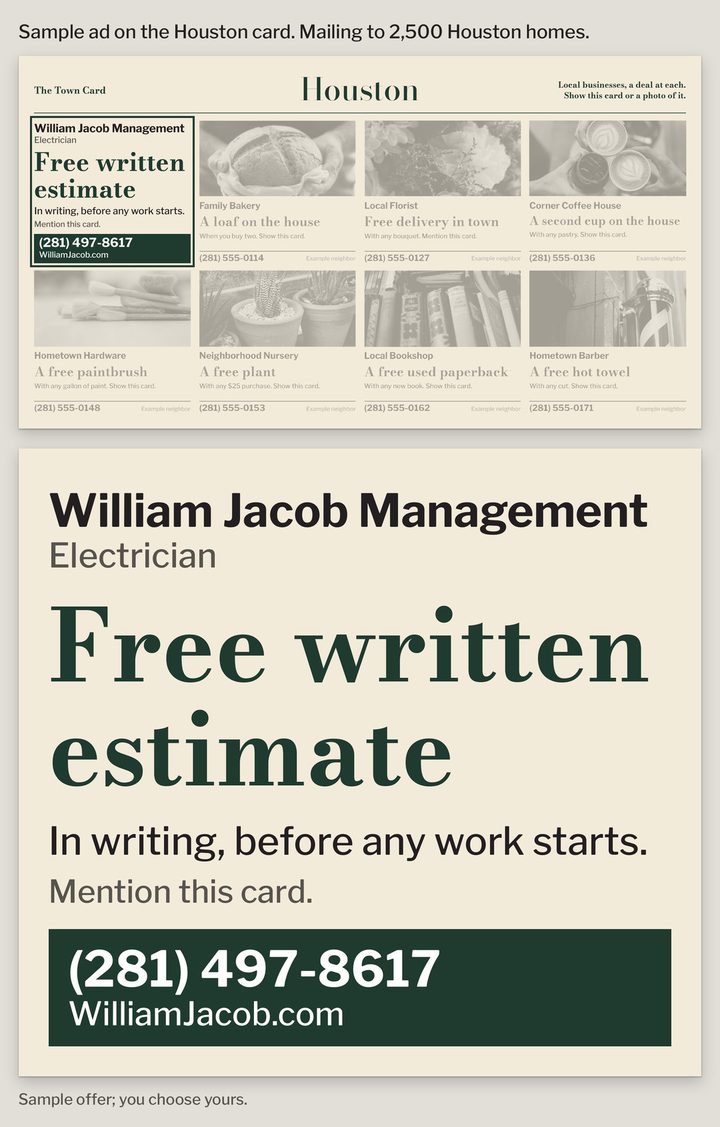 Sample ad on the Houston card. Mailing to 2,500 Houston homes.
The Town Card
Houston
Local businesses, a deal at each.
Show this card or a photo of it.
William Jacob Management
Electrician
Free written
estimate
In writing, before any work starts.
Mention this card.
(281) 497-8617
WilliamJacob.com
Family Bakery
A loaf on the house
When you buy two. Show this card.
(281) 555-0114
Example neighbor
Local Florist
Free delivery in town
With any bouquet. Mention this card.
(281) 555-0127
Example neighbor
Corner Coffee House
A second cup on the house
With any pastry. Show this card.
(281) 555-0136
Example neighbor
Hometown Hardware
A free paintbrush
With any gallon of paint. Show this card.
(281) 555-0148
Example neighbor
Neighborhood Nursery
A free plant
With any $25 purchase. Show this card.
(281) 555-0153
Example neighbor
Local Bookshop
A free used paperback
With any new book. Show this card.
(281) 555-0162
Example neighbor
Hometown Barber
A free hot towel
With any cut. Show this card.
(281) 555-0171
Example neighbor
William Jacob Management
Electrician
Free written
estimate
In writing, before any work starts.
Mention this card.
(281) 497-8617
WilliamJacob.com
Sample offer; you choose yours.